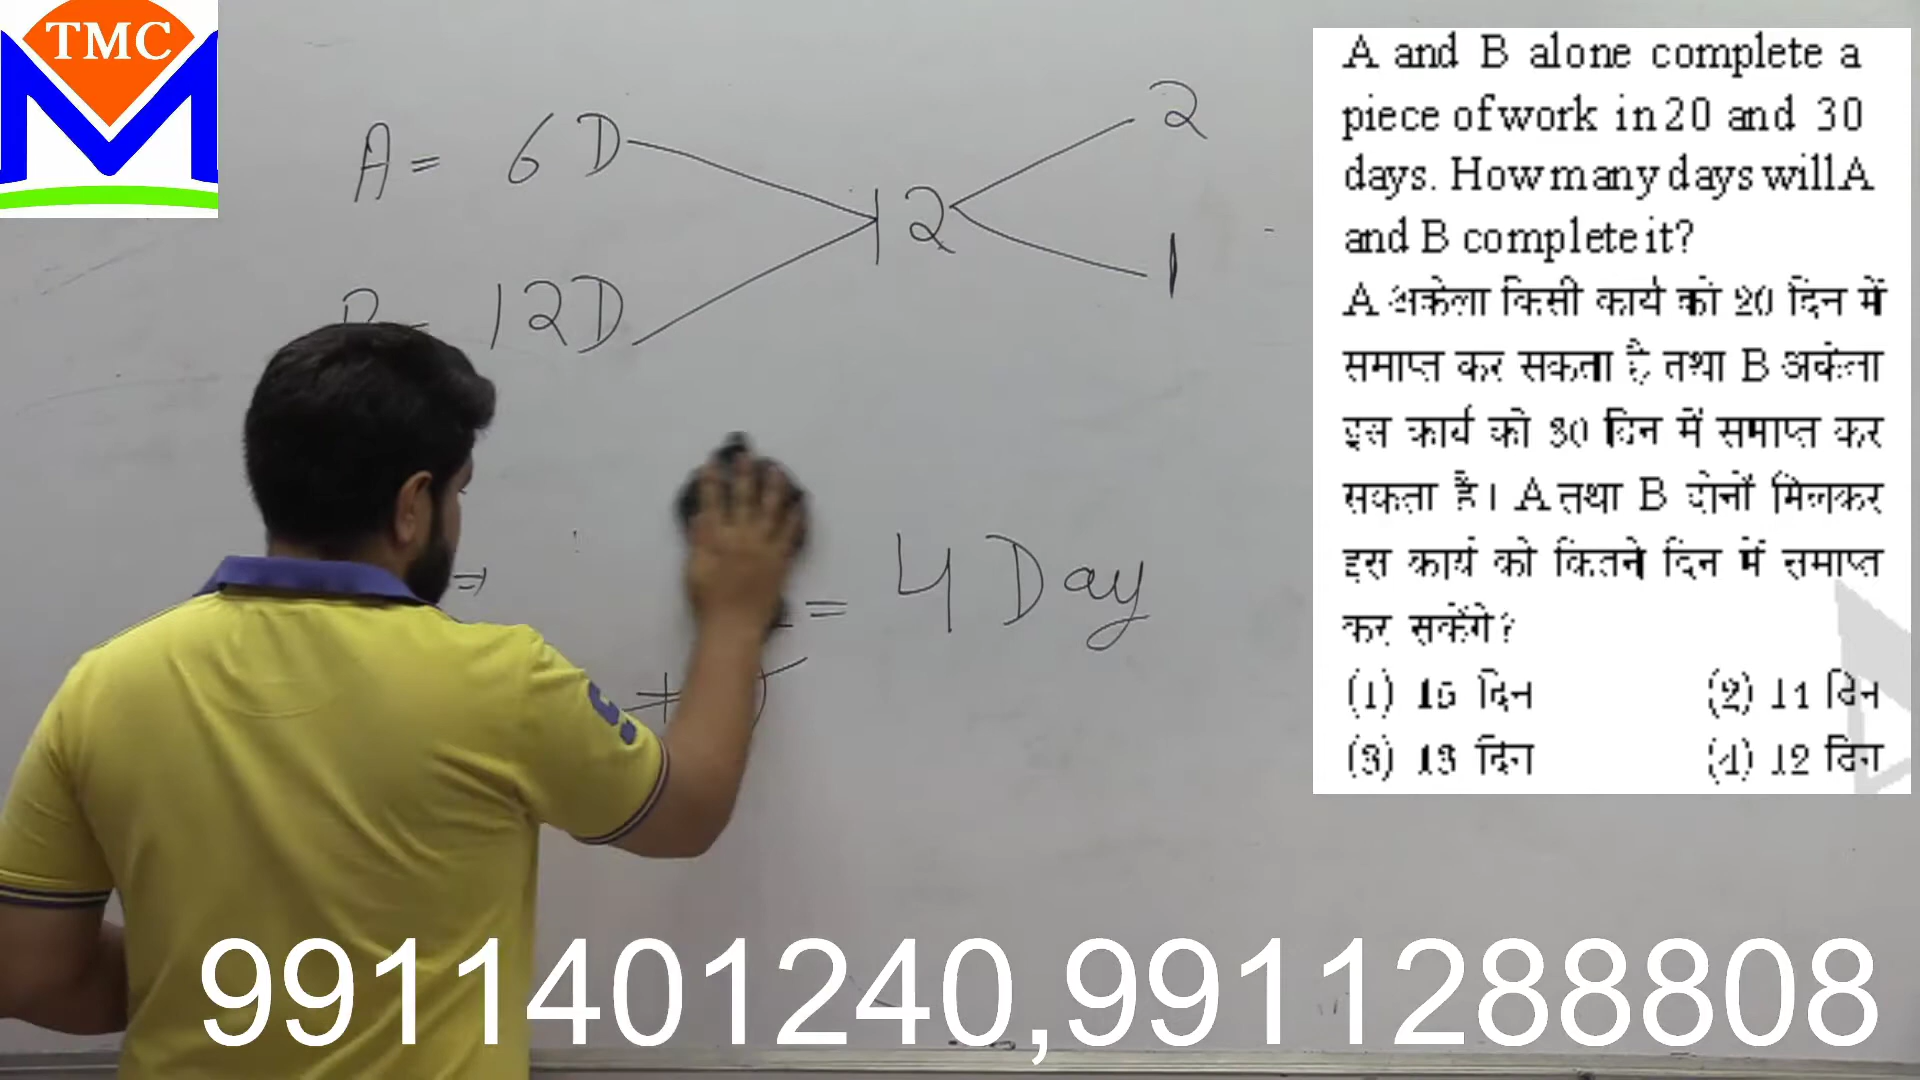 TMC
A = 6D
12
2
1
= 12D
= 4 Day
A and B alone complete a
piece of work in 20 and 30
days. How many days will A
and B complete it?
A अकेला किसी कार्य को 20 दिन में
समाप्त कर सकता है तथा B अकेला
इस कार्य को 30 दिन में समाप्त कर
सकता है। A तथा B दोनों मिलकर
इस कार्य को कितने दिन में समाप्त
कर सकेंगे?
(1) 15 दिन (2) 14 दिन
(3) 13 दिन (4) 12 दिन
9911401240,9911288808